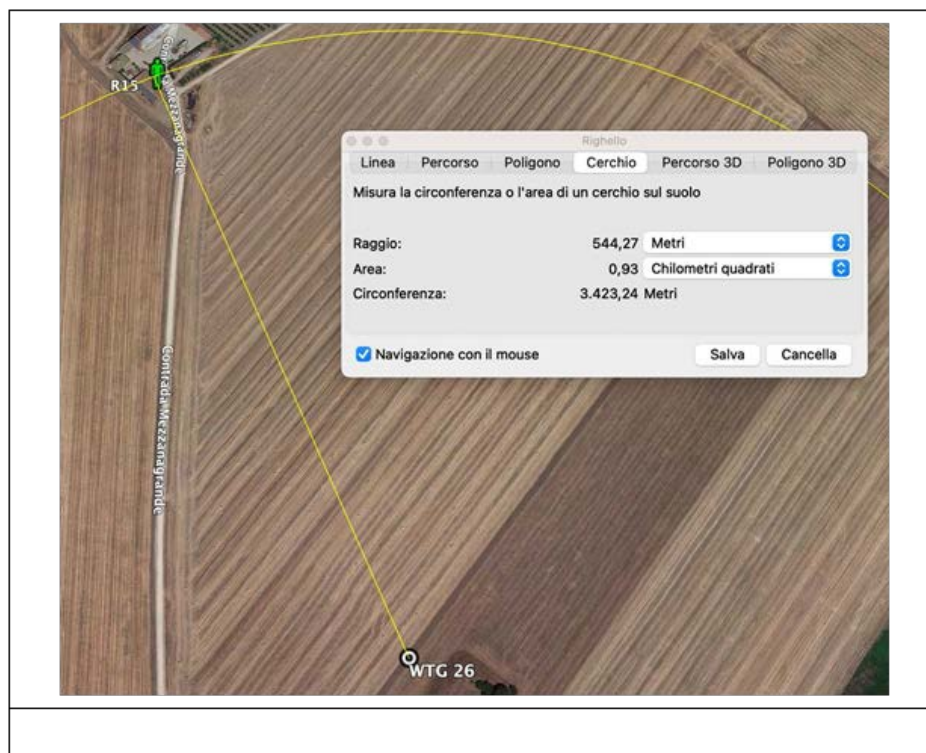 Contrada Mezzanagrande
R15
Righello
Linea Percorso Poligono Cerchio Percorso 3D Poligono 3D
Misura la circonferenza o l'area di un cerchio sul suolo
Raggio: 544,27 Metri
Area: 0,93 Chilometri quadrati
Circonferenza: 3.423,24 Metri
Navigazione con il mouse Salva Cancella
Contrada Mezzanagrande
WTG 26